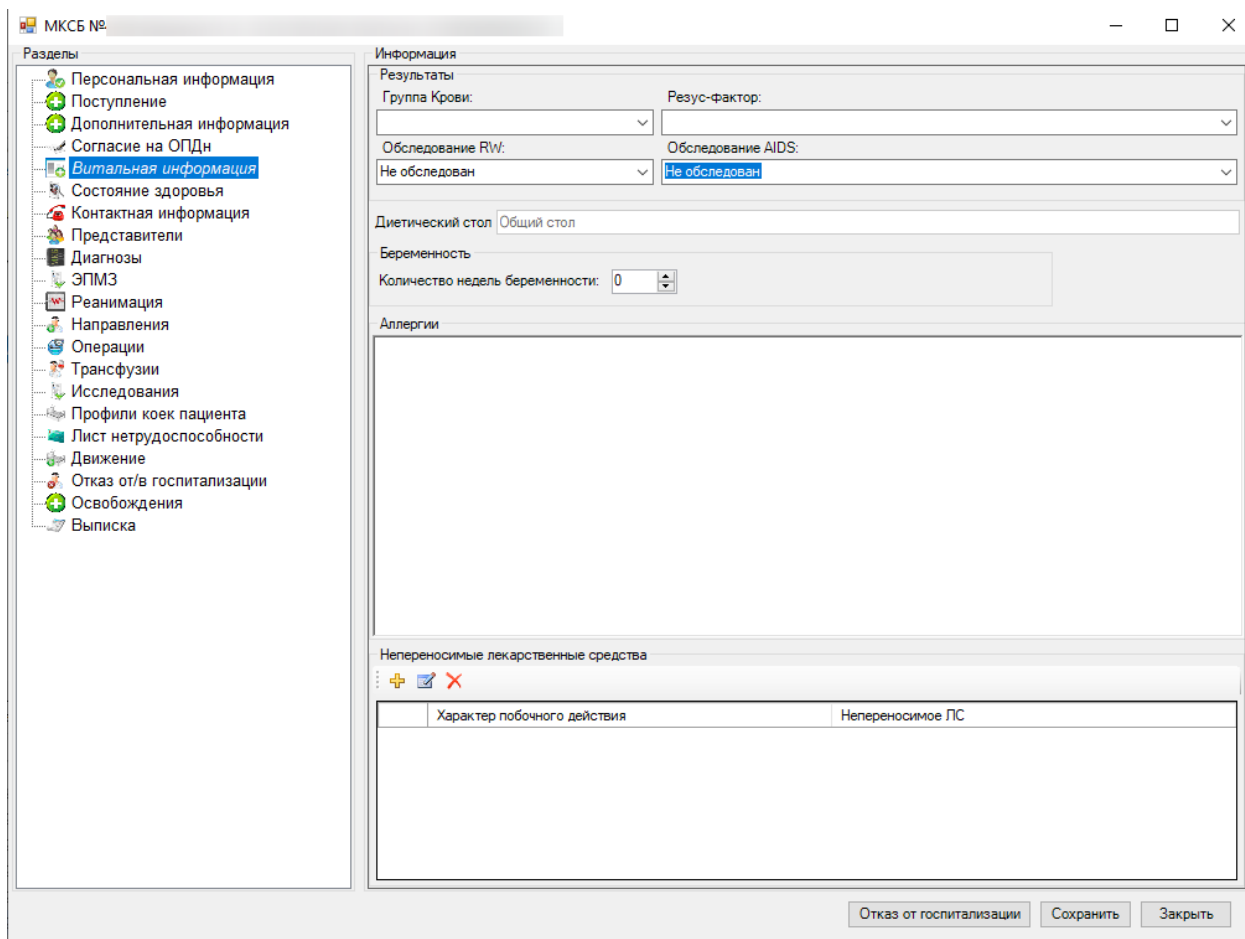 МКСБ №
Разделы
Персональная информация
Поступление
Дополнительная информация
Согласие на ОПДн
Витальная информация
Состояние здоровья
Контактная информация
Представители
Диагнозы
ЭПМЗ
Реанимация
Направления
Операции
Трансфузии
Исследования
Профили коек пациента
Лист нетрудоспособности
Движение
Отказ от/в госпитализации
Освобождения
Выписка
Информация
Результаты
Группа Крови: Резус-фактор:
Обследование RW: Обследование AIDS:
Не обследован Не обследован
Диетический стол Общий стол
Беременность
Количество недель беременности: 0
Аллергии
Непереносимые лекарственные средства
Характер побочного действия Непереносимое ЛС
Отказ от госпитализации Сохранить Закрыть